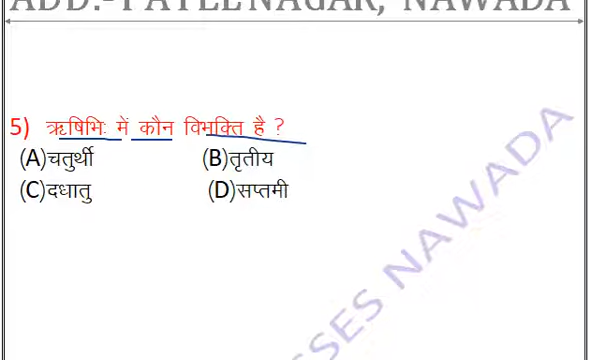 ADD.-PATELNAGAR, NAWADA
5) ऋषिभिः में कौन विभक्ति है ?
(A)चतुर्थी (B)तृतीय
(C)दधातु (D)सप्तमी
SSES NAWADA